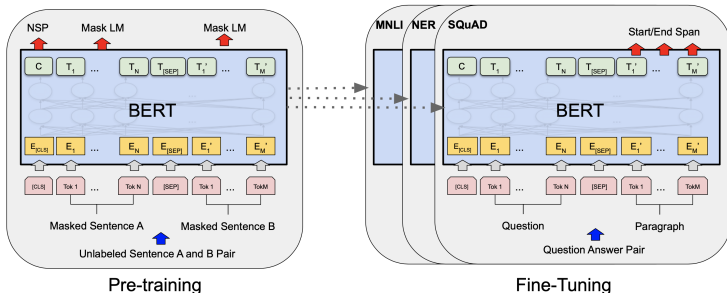 NSP Mask LM Mask LM
C T1 ... TN T[SEP] T1' ... TM'
BERT
E[CLS] E1 ... EN E[SEP] E1' ... EM'
[CLS] Tok 1 ... Tok N [SEP] Tok 1 ... TokM
Masked Sentence A Masked Sentence B
Unlabeled Sentence A and B Pair
Pre-training
MNLI NER SQuAD
Start/End Span
C T1 ... TN T[SEP] T1' ... TM'
BERT
E[CLS] E1 ... EN E[SEP] E1' ... EM'
[CLS] Tok 1 ... Tok N [SEP] Tok 1 ... TokM
Question Paragraph
Question Answer Pair
Fine-Tuning